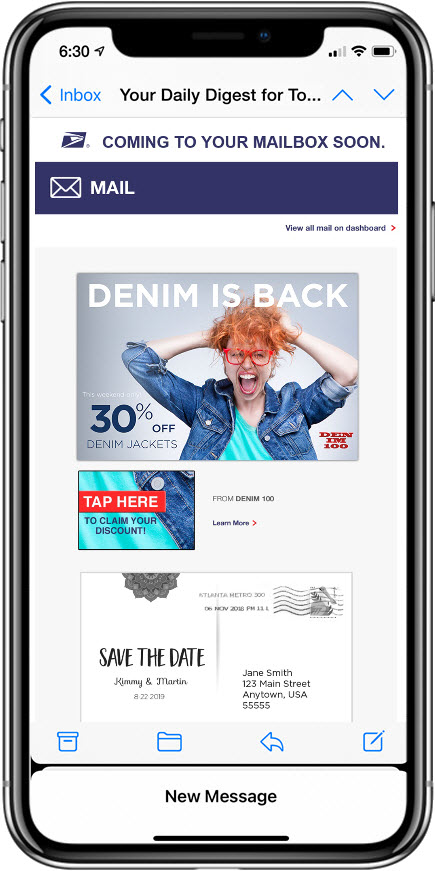 6:30
Inbox
Your Daily Digest for To...
COMING TO YOUR MAILBOX SOON.
MAIL
View all mail on dashboard
DENIM IS BACK
This weekend only
30% OFF
DENIM JACKETS
DEN
IM
100
TAP HERE
TO CLAIM YOUR
DISCOUNT!
FROM DENIM 100
Learn More
ATLANTA METRO 300
06 NOV 2018 PM 11 L
SAVE THE DATE
Kimmy & Martin
8 22 2019
Jane Smith
123 Main Street
Anytown, USA
55555
New Message